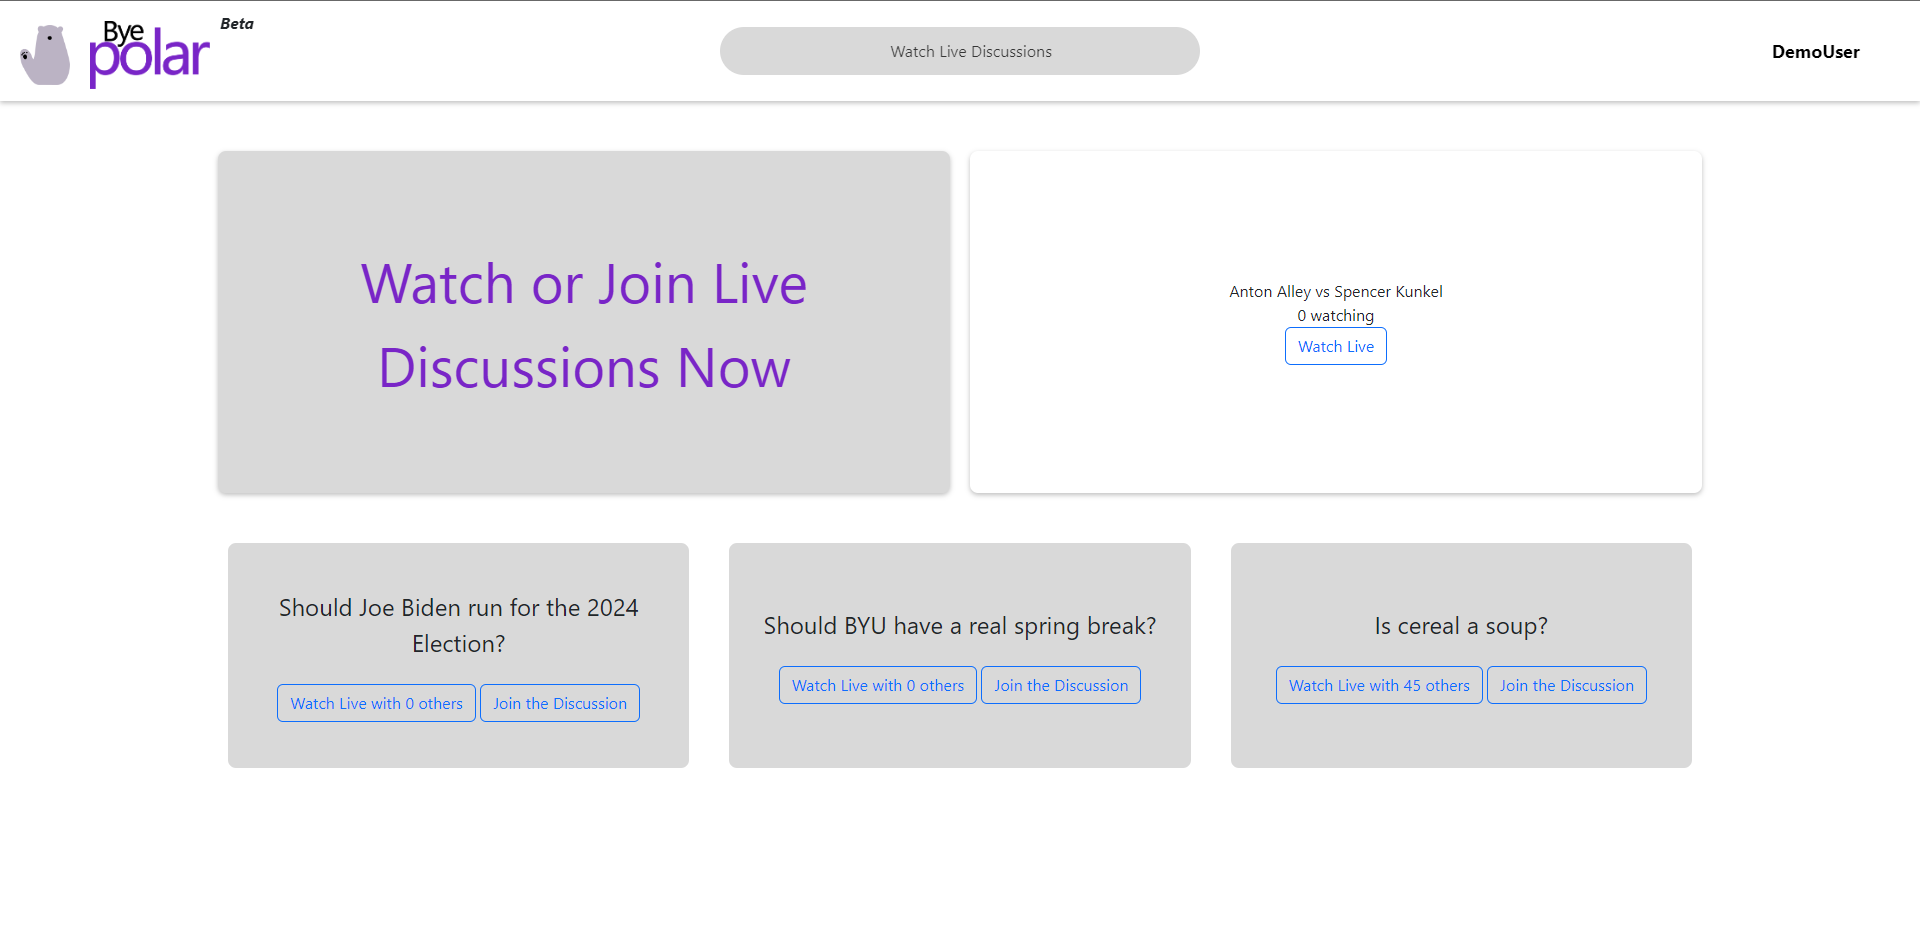 Bye
polar
Beta
Watch Live Discussions
DemoUser
Watch or Join Live
Discussions Now
Anton Alley vs Spencer Kunkel
0 watching
Watch Live
Should Joe Biden run for the 2024
Election?
Watch Live with 0 others
Join the Discussion
Should BYU have a real spring break?
Watch Live with 0 others
Join the Discussion
Is cereal a soup?
Watch Live with 45 others
Join the Discussion